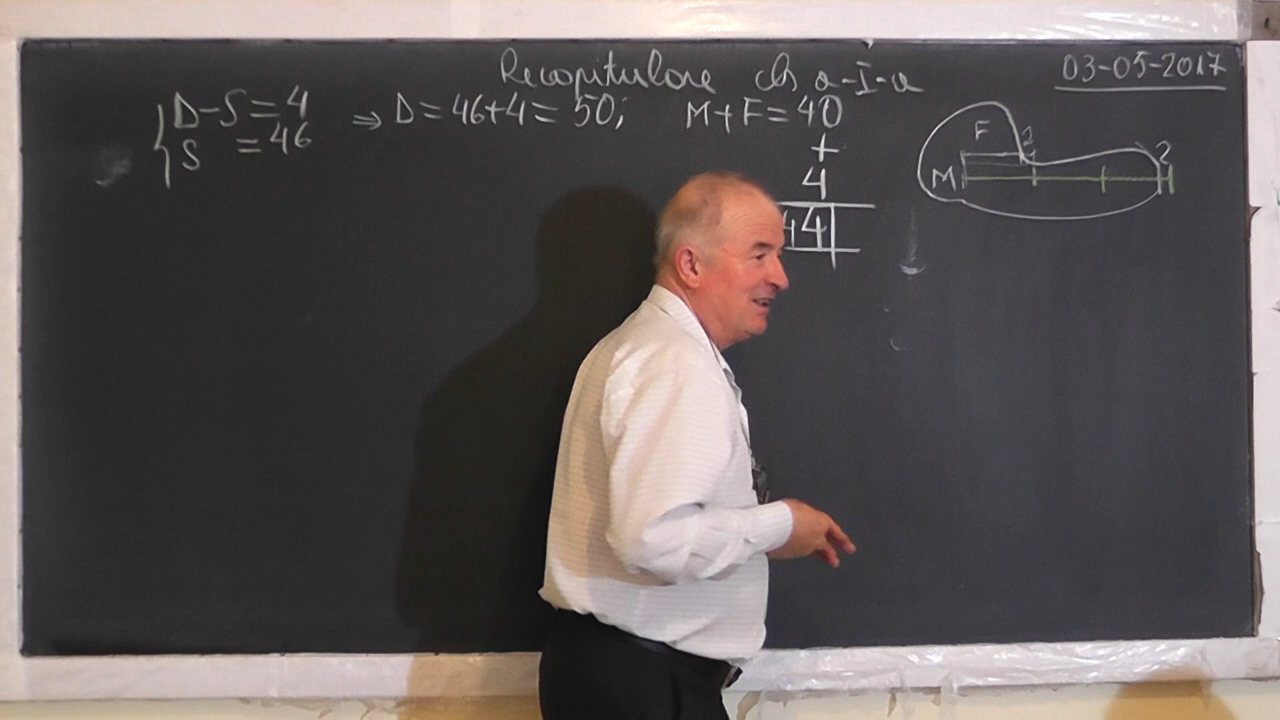 Recapitulare cls a-I-a
03-05-2017
D-S=4
S =46
⇒ D=46+4=50;
M+F=40
+
4
44
F 2
M 2